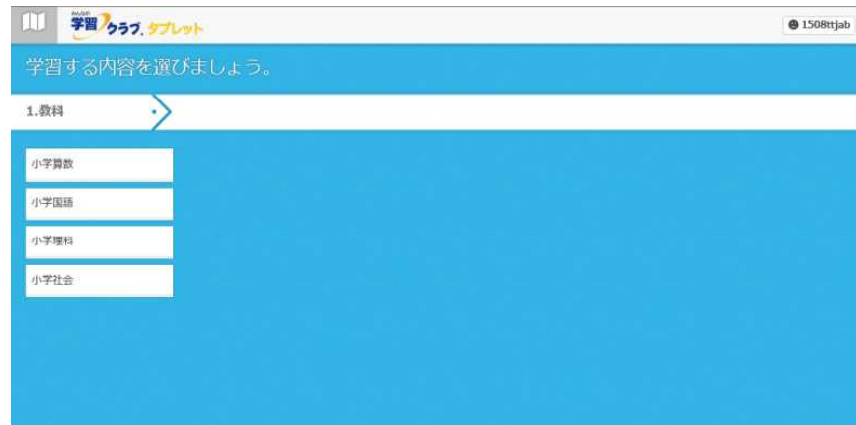 みんなの
学習クラブ タブレット
1508ttjab
学習する内容を選びましょう。
1.教科
小学算数
小学国語
小学理科
小学社会